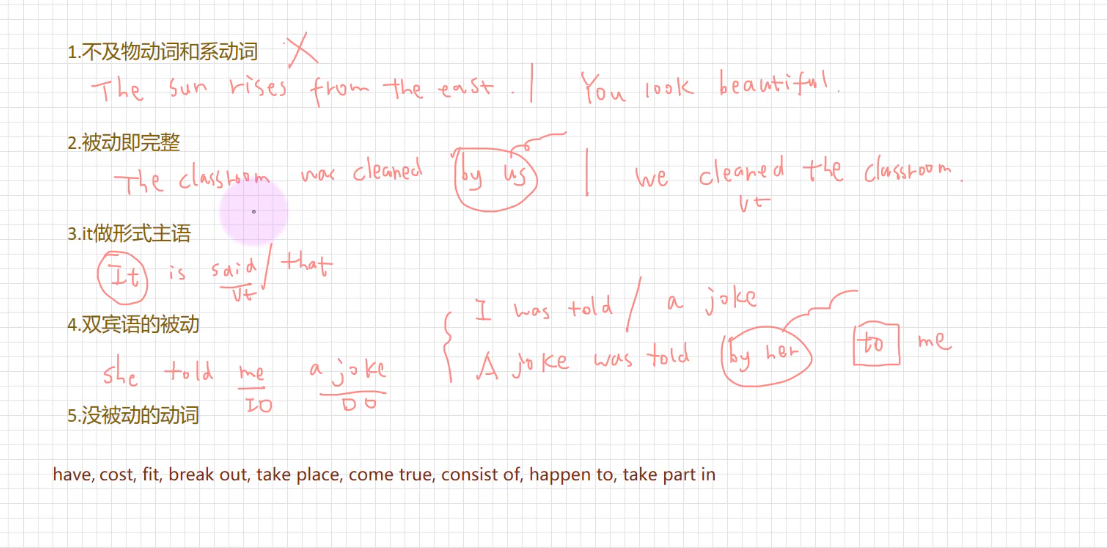 1.不及物动词和系动词 X
The sun rises from the east. | You look beautiful.
2.被动即完整
The classroom was cleaned by us | we cleaned the classroom.
vt
3.it做形式主语
It is said / that
vt
I was told / a joke
4.双宾语的被动
A joke was told by her to me
she told me a joke
IO DO
5.没被动的动词
have, cost, fit, break out, take place, come true, consist of, happen to, take part in